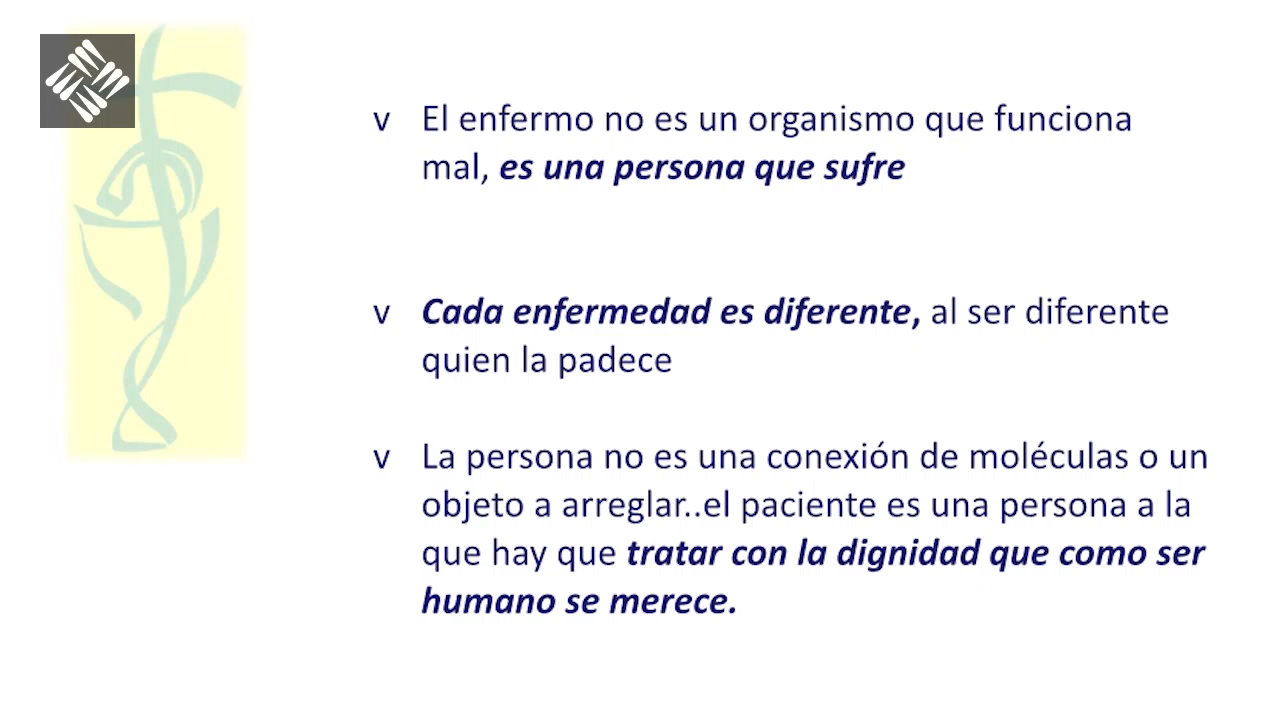 v El enfermo no es un organismo que funciona
mal, es una persona que sufre
v Cada enfermedad es diferente, al ser diferente
quien la padece
v La persona no es una conexión de moléculas o un
objeto a arreglar..el paciente es una persona a la
que hay que tratar con la dignidad que como ser
humano se merece.